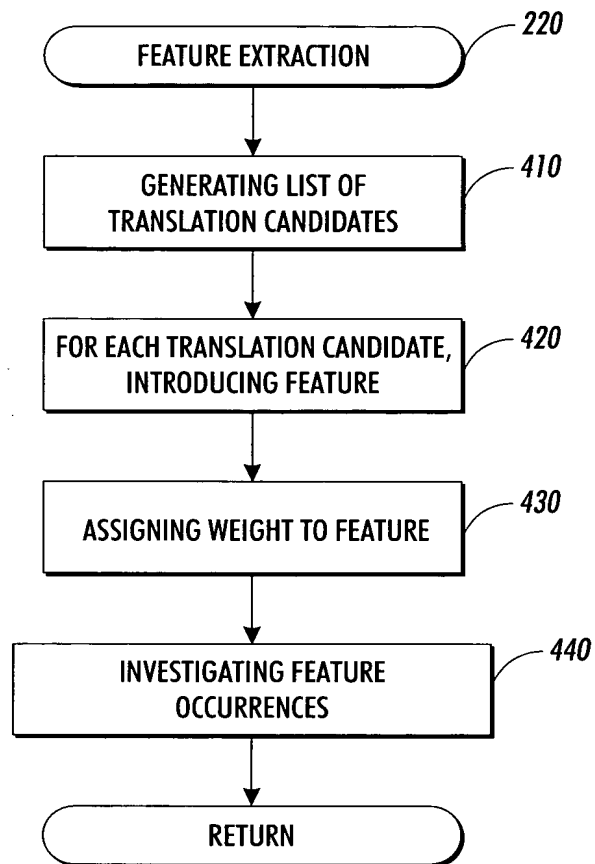 220
FEATURE EXTRACTION
410
GENERATING LIST OF
TRANSLATION CANDIDATES
420
FOR EACH TRANSLATION CANDIDATE,
INTRODUCING FEATURE
430
ASSIGNING WEIGHT TO FEATURE
440
INVESTIGATING FEATURE
OCCURRENCES
RETURN